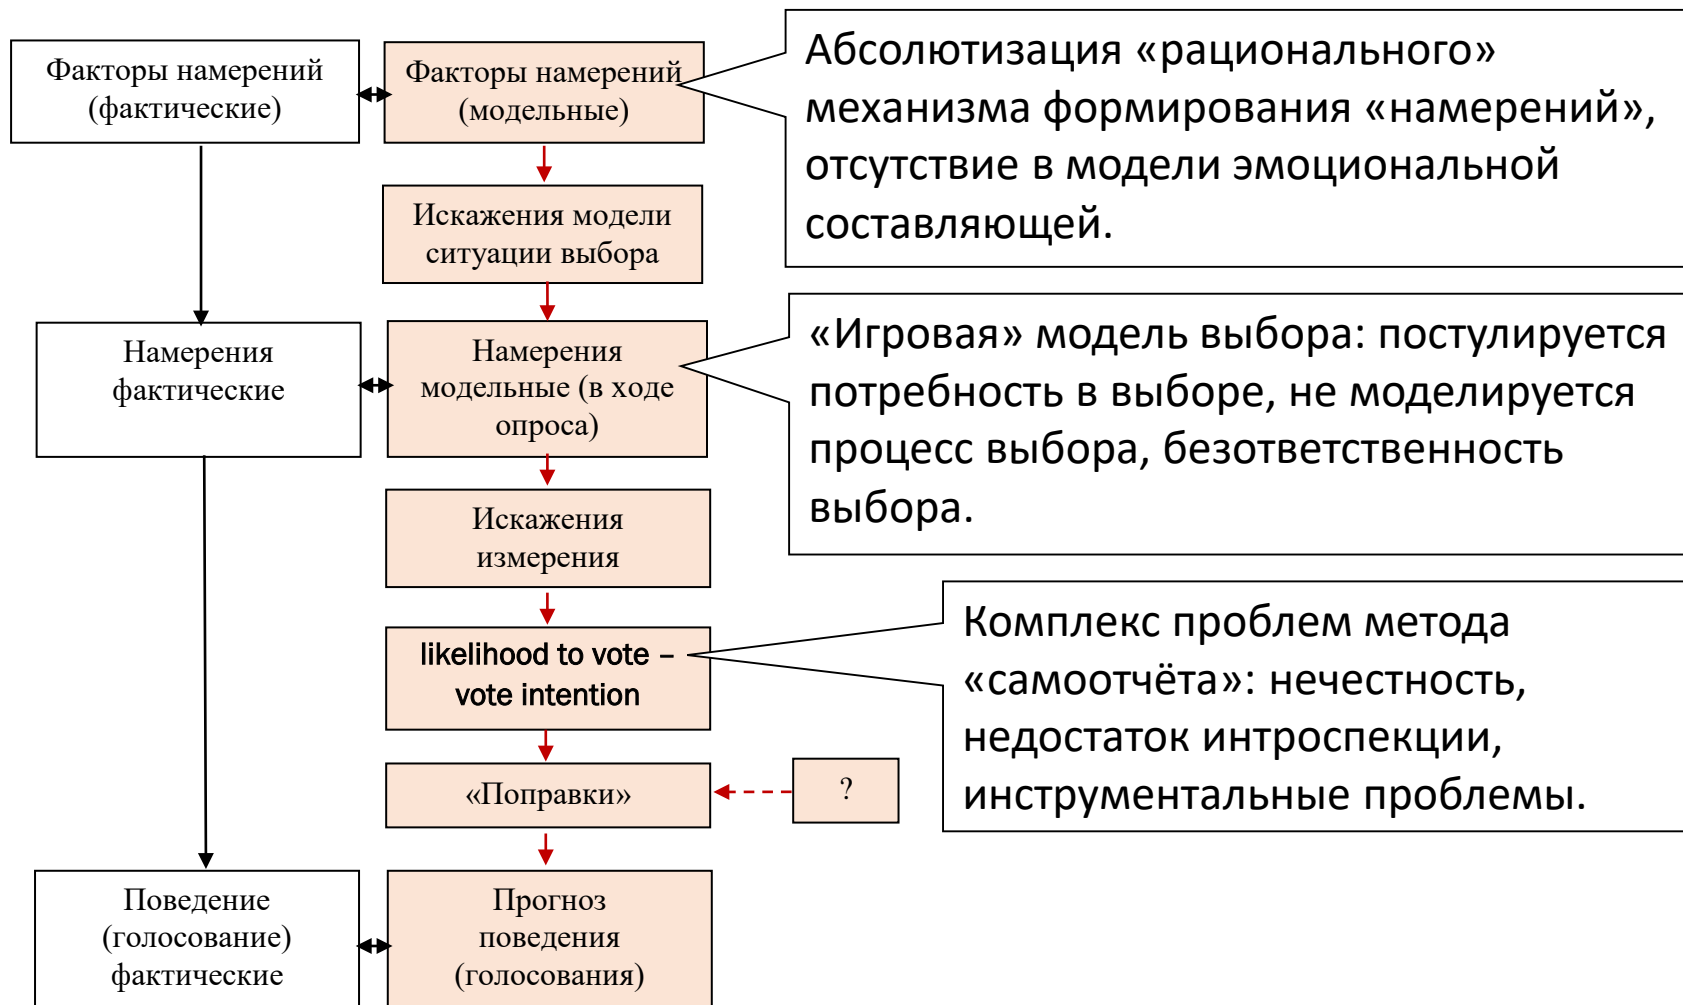 Факторы намерений
(фактические)
Факторы намерений
(модельные)
Абсолютизация «рационального»
механизма формирования «намерений»,
отсутствие в модели эмоциональной
составляющей.
Искажения модели
ситуации выбора
Намерения
фактические
Намерения
модельные (в ходе
опроса)
«Игровая» модель выбора: постулируется
потребность в выборе, не моделируется
процесс выбора, безответственность
выбора.
Искажения
измерения
likelihood to vote –
vote intention
Комплекс проблем метода
«самоотчёта»: нечестность,
недостаток интроспекции,
инструментальные проблемы.
«Поправки»
?
Поведение
(голосование)
фактические
Прогноз
поведения
(голосования)